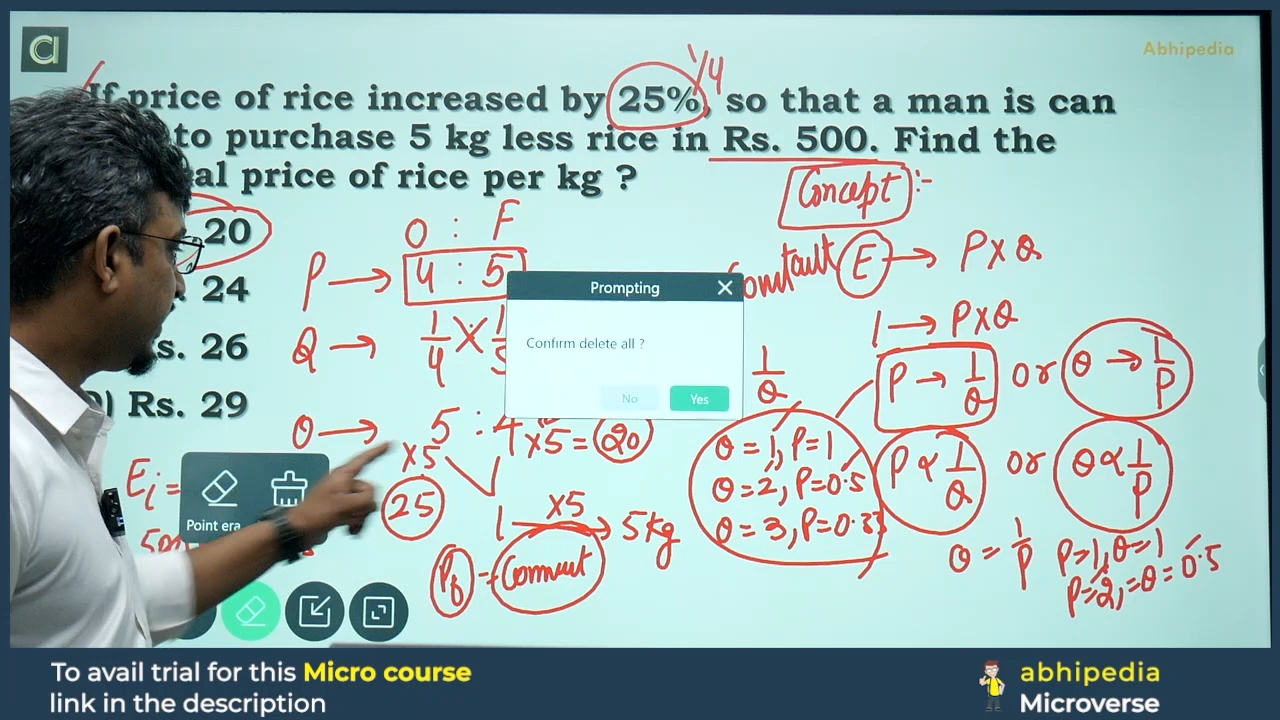 Abhipedia
1/4
If price of rice increased by 25%, so that a man is can
to purchase 5 kg less rice in Rs. 500. Find the
al price of rice per kg ?
Concept :-
20
O : F
P → 4 : 5
Constant E → P×Q
24
Prompting
Confirm delete all ?
No Yes
1 → P×Q
Q → 1/4 × 1/5
s. 26
1/Q
P → 1/Q or Q → 1/P
) Rs. 29
Q → 5 : 4 ×5 = 20
×5
25
Q=1, P=1
Q=2, P=0.5
Q=3, P=0.33
P ∝ 1/Q or Q ∝ 1/P
Ei =
500
Point era
1 ×5 → 5kg
Q = 1/P P=1, Q=1
P=2, =Q=0.5
To avail trial for this Micro course
link in the description
abhipedia
Microverse